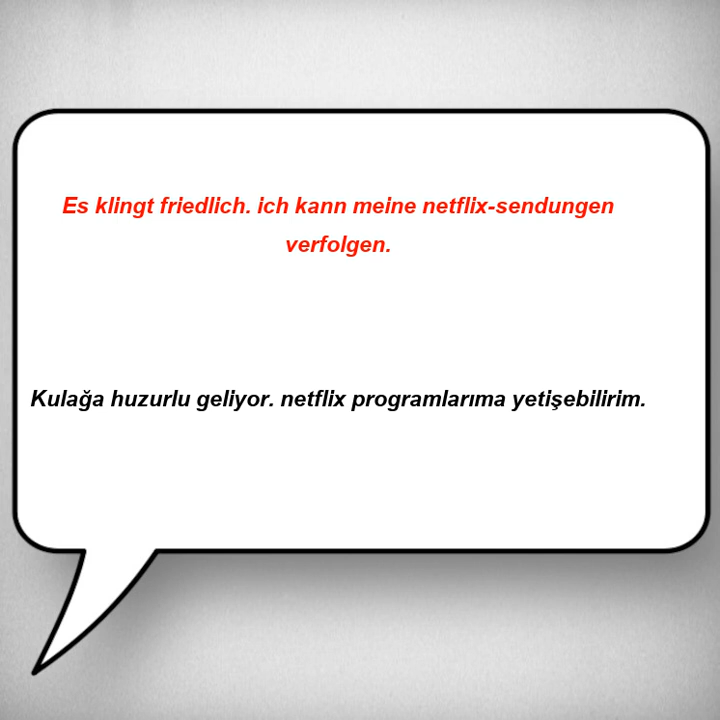 Es klingt friedlich. ich kann meine netflix-sendungen
verfolgen.
Kulağa huzurlu geliyor. netflix programlarıma yetişebilirim.